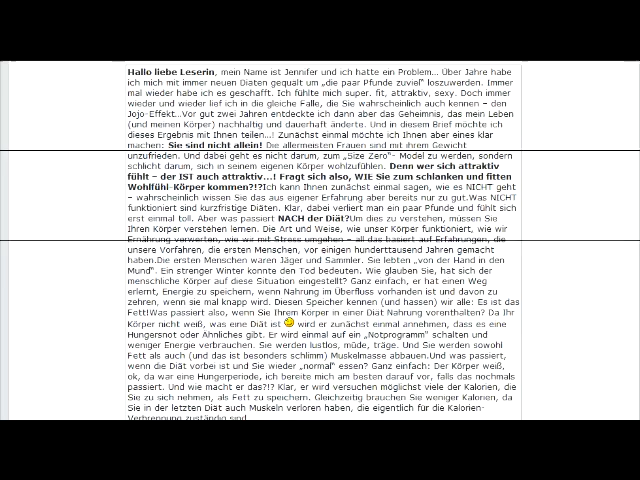 Hallo liebe Leserin, mein Name ist Jennifer und ich hatte ein Problem... Über Jahre habe
ich mich mit immer neuen Diäten gequält um „die paar Pfunde zuviel" loszuwerden. Immer
mal wieder habe ich es geschafft. Ich fühlte mich super. fit, attraktiv, sexy. Doch immer
wieder und wieder lief ich in die gleiche Falle, die Sie wahrscheinlich auch kennen – den
Jojo-Effekt...Vor gut zwei Jahren entdeckte ich dann aber das Geheimnis, das mein Leben
(und meinen Körper) nachhaltig und dauerhaft änderte. Und in diesem Brief möchte ich
dieses Ergebnis mit Ihnen teilen...! Zunächst einmal möchte ich Ihnen aber eines klar
machen: Sie sind nicht allein! Die allermeisten Frauen sind mit ihrem Gewicht
unzufrieden. Und dabei geht es nicht darum, zum „Size Zero"- Model zu werden, sondern
schlicht darum, sich in seinem eigenen Körper wohlzufühlen. Denn wer sich attraktiv
fühlt – der IST auch attraktiv...! Fragt sich also, WIE Sie zum schlanken und fitten
Wohlfühl-Körper kommen?!?Ich kann Ihnen zunächst einmal sagen, wie es NICHT geht
– wahrscheinlich wissen Sie das aus eigener Erfahrung aber bereits nur zu gut.Was NICHT
funktioniert sind kurzfristige Diäten. Klar, dabei verliert man ein paar Pfunde und fühlt sich
erst einmal toll. Aber was passiert NACH der Diät?Um dies zu verstehen, müssen Sie
Ihren Körper verstehen lernen. Die Art und Weise, wie unser Körper funktioniert, wie wir
Ernährung verwerten, wie wir mit Stress umgehen – all das basiert auf Erfahrungen, die
unsere Vorfahren, die ersten Menschen, vor einigen hunderttausend Jahren gemacht
haben.Die ersten Menschen waren Jäger und Sammler. Sie lebten „von der Hand in den
Mund". Ein strenger Winter konnte den Tod bedeuten. Wie glauben Sie, hat sich der
menschliche Körper auf diese Situation eingestellt? Ganz einfach, er hat einen Weg
erlernt, Energie zu speichern, wenn Nahrung im Überfluss vorhanden ist und davon zu
zehren, wenn sie mal knapp wird. Diesen Speicher kennen (und hassen) wir alle: Es ist das
Fett!Was passiert also, wenn Sie Ihrem Körper in einer Diät Nahrung vorenthalten? Da Ihr
Körper nicht weiß, was eine Diät ist wird er zunächst einmal annehmen, dass es eine
Hungersnot oder Ähnliches gibt. Er wird einmal auf ein „Notprogramm" schalten und
weniger Energie verbrauchen. Sie werden lustlos, müde, träge. Und Sie werden sowohl
Fett als auch (und das ist besonders schlimm) Muskelmasse abbauen.Und was passiert,
wenn die Diät vorbei ist und Sie wieder „normal" essen? Ganz einfach: Der Körper weiß,
ok, da war eine Hungerperiode, ich bereite mich am besten darauf vor, falls das nochmals
passiert. Und wie macht er das?!? Klar, er wird versuchen möglichst viele der Kalorien, die
Sie zu sich nehmen, als Fett zu speichern. Gleichzeitig brauchen Sie weniger Kalorien, da
Sie in der letzten Diät auch Muskeln verloren haben, die eigentlich für die Kalorien-
Verbrennung zuständig sind